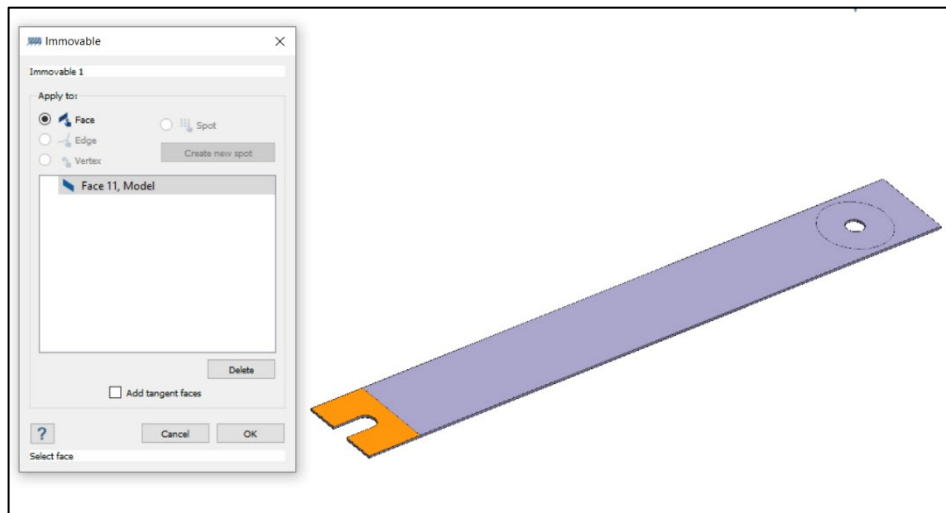 Immovable
Immovable 1
Apply to:
Face
Spot
Edge
Create new spot
Vertex
Face 11, Model
Delete
Add tangent faces
?
Cancel
OK
Select face